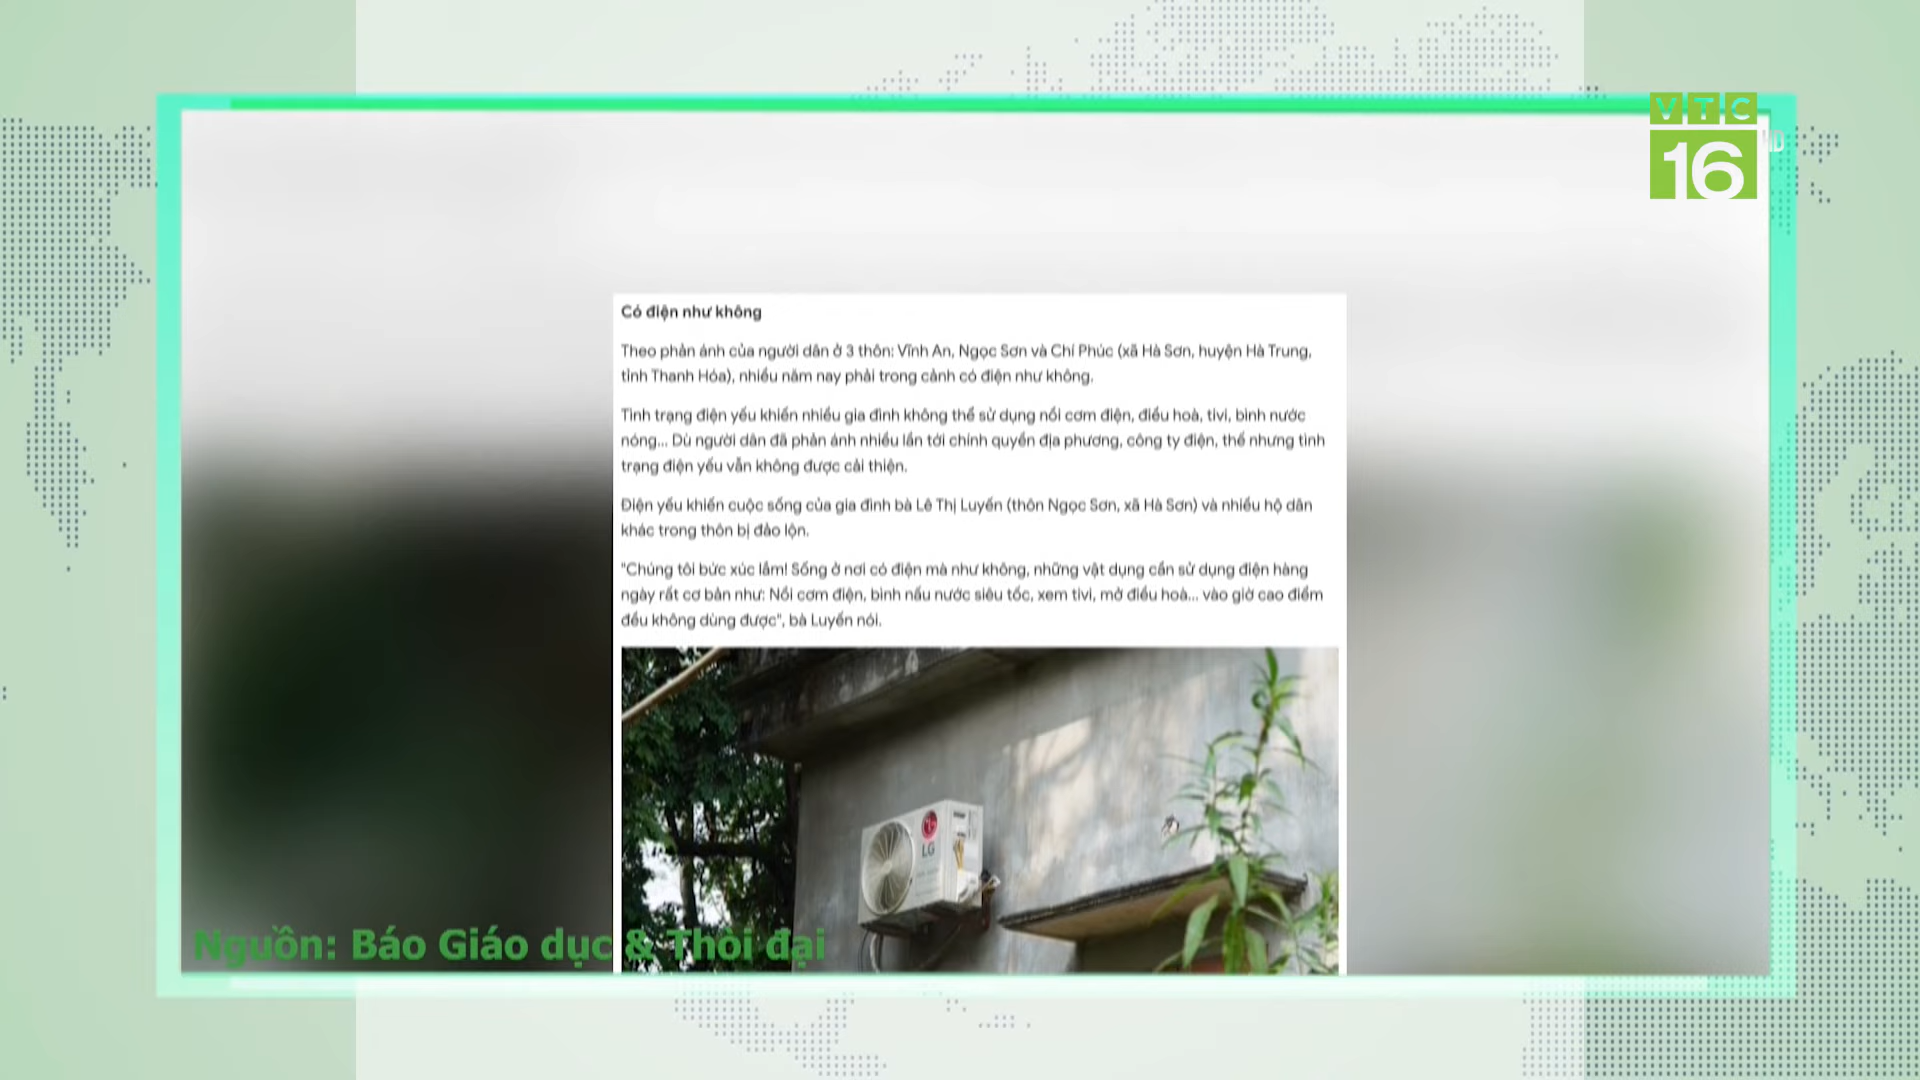 VTC
16
HD
Có điện như không
Theo phản ánh của người dân ở 3 thôn: Vĩnh An, Ngọc Sơn và Chí Phúc (xã Hà Sơn, huyện Hà Trung,
tỉnh Thanh Hóa), nhiều năm nay phải trong cảnh có điện như không.
Tình trạng điện yếu khiến nhiều gia đình không thể sử dụng nồi cơm điện, điều hoà, tivi, bình nước
nóng... Dù người dân đã phản ánh nhiều lần tới chính quyền địa phương, công ty điện, thế nhưng tình
trạng điện yếu vẫn không được cải thiện.
Điện yếu khiến cuộc sống của gia đình bà Lê Thị Luyến (thôn Ngọc Sơn, xã Hà Sơn) và nhiều hộ dân
khác trong thôn bị đảo lộn.
"Chúng tôi bức xúc lắm! Sống ở nơi có điện mà như không, những vật dụng cần sử dụng điện hàng
ngày rất cơ bản như: Nồi cơm điện, bình nấu nước siêu tốc, xem tivi, mở điều hoà... vào giờ cao điểm
đều không dùng được", bà Luyến nói.
LG
Nguồn: Báo Giáo dục & Thời đại